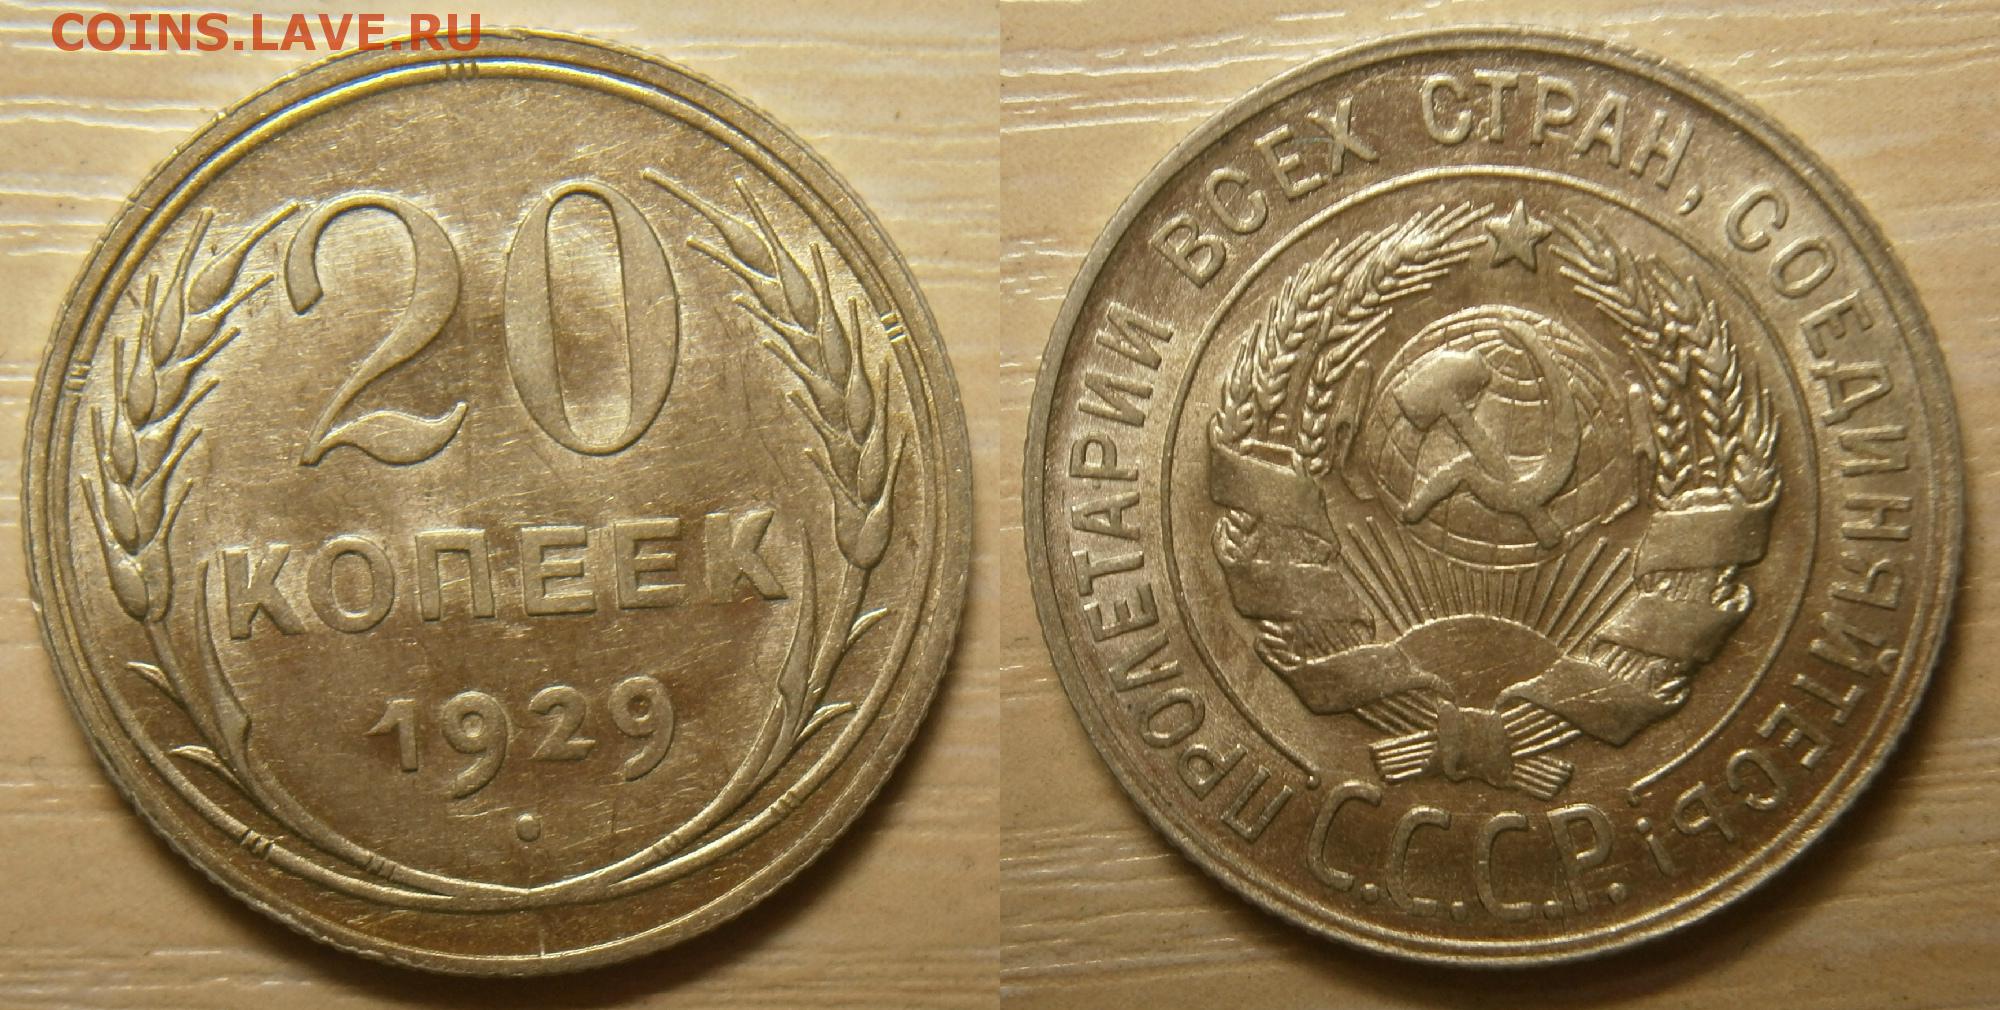 COINS.LAVE.RU
20
КОПЕЕК
1929
ПРОЛЕТАРИИ ВСЕХ СТРАН, СОЕДИНЯЙТЕСЬ!
С.С.С.Р.